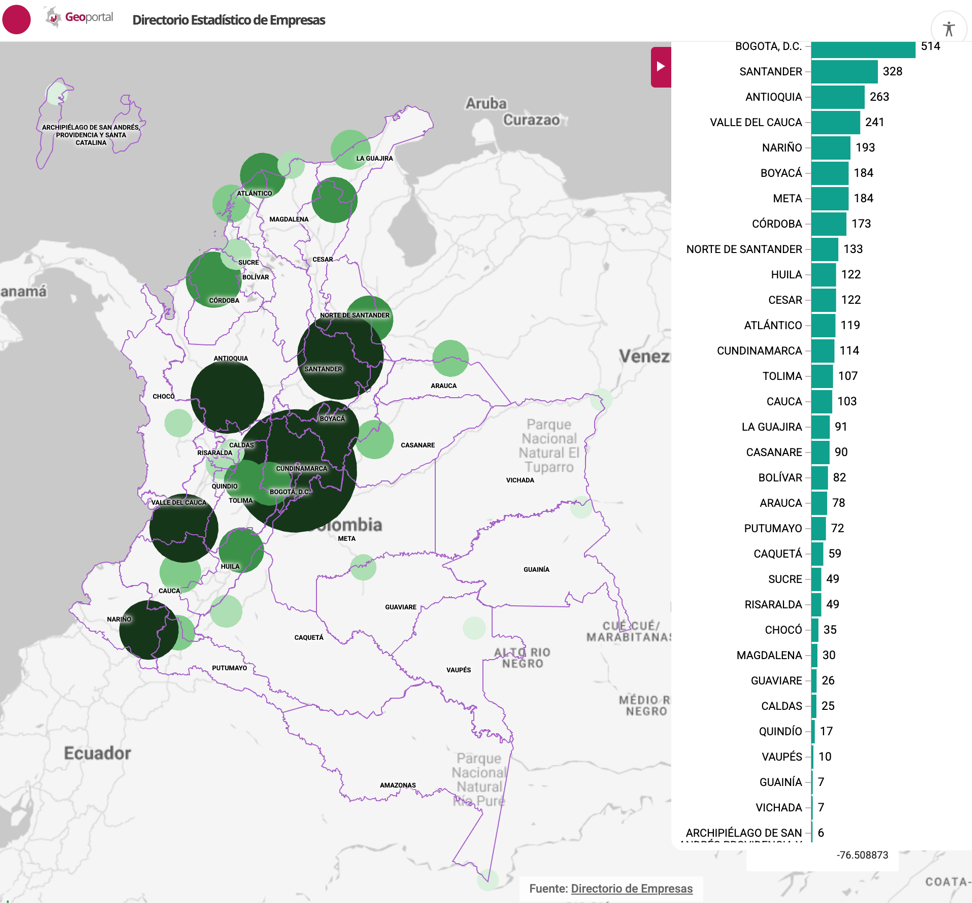 Geoportal
Directorio Estadístico de Empresas
ARCHIPIÉLAGO DE SAN ANDRÉS,
PROVIDENCIA Y SANTA
CATALINA
Aruba
Curazao
LA GUAJIRA
ATLÁNTICO
MAGDALENA
SUCRE
CESAR
BOLÍVAR
anamá
CÓRDOBA
NORTE DE SANTANDER
ANTIOQUIA
Venez
SANTANDER
ARAUCA
CHOCÓ
BOYACÁ
Parque
Nacional
Natural El
Tuparro
CALDAS
CASANARE
RISARALDA
CUNDINAMARCA
VICHADA
QUINDIO
BOGOTÁ, D.C.
TOLIMA
VALLE DEL CAUCA
olombia
META
HUILA
GUAINÍA
CAUCA
GUAVIARE
NARIÑO
CUÉ CUÉ/
MARABITANAS
CAQUETÁ
ALTO RIO
NEGRO
PUTUMAYO
VAUPÉS
MÉDIO R
NEGRO
Ecuador
Parque
Nacional
Natural
Río Puré
AMAZONAS
BOGOTÁ, D.C. 514
SANTANDER 328
ANTIOQUIA 263
VALLE DEL CAUCA 241
NARIÑO 193
BOYACÁ 184
META 184
CÓRDOBA 173
NORTE DE SANTANDER 133
HUILA 122
CESAR 122
ATLÁNTICO 119
CUNDINAMARCA 114
TOLIMA 107
CAUCA 103
LA GUAJIRA 91
CASANARE 90
BOLÍVAR 82
ARAUCA 78
PUTUMAYO 72
CAQUETÁ 59
SUCRE 49
RISARALDA 49
CHOCÓ 35
MAGDALENA 30
GUAVIARE 26
CALDAS 25
QUINDÍO 17
VAUPÉS 10
GUAINÍA 7
VICHADA 7
ARCHIPIÉLAGO DE SAN 6
-76.508873
COATA-
Fuente: Directorio de Empresas